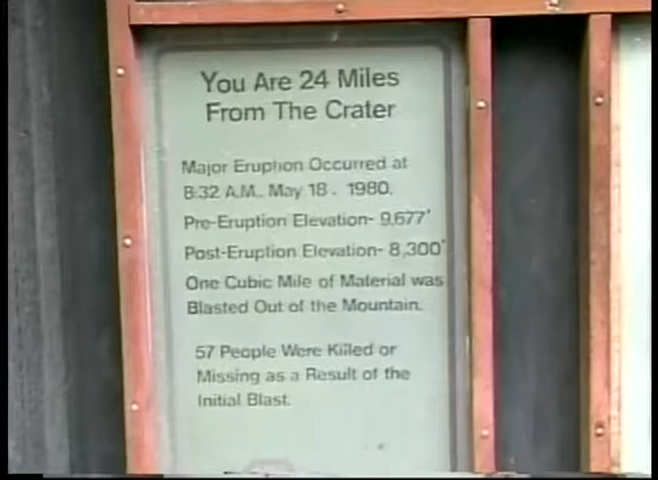 You Are 24 Miles
From The Crater
Major Eruption Occurred at
8:32 A.M., May 18, 1980.
Pre-Eruption Elevation- 9,677'
Post-Eruption Elevation- 8,300'
One Cubic Mile of Material was
Blasted Out of the Mountain.
57 People Were Killed or
Missing as a Result of the
Initial Blast.